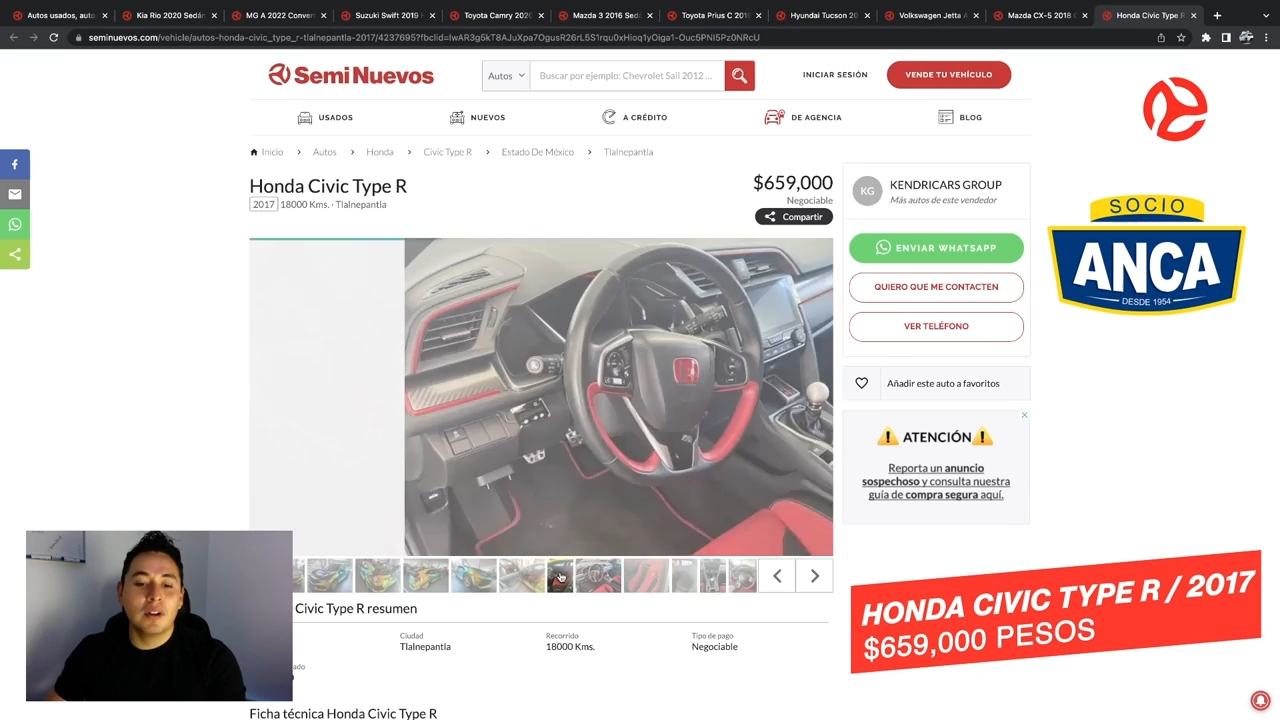 Autos usados, auto
Kia Rio 2020 Sedán
MG A 2022 Convert
Suzuki Swift 2019 H
Toyota Camry 2020
Mazda 3 2016 Sed
Toyota Prius C 2016
Hyundai Tucson 20
Volkswagen Jetta A
Mazda CX-5 2018 C
Honda Civic Type R
seminuevos.com/vehicle/autos-honda-civic_type_r-tlalnepantla-2017/4237695?fbclid=IwAR3g5kT8AJuXpa7OgusR26rL5S1rqu0xHioq1yOiga1-Ouc5PNI5Pz0NRcU
SemiNuevos
Autos
Buscar por ejemplo: Chevrolet Sail 2012 ...
INICIAR SESIÓN
VENDE TU VEHÍCULO
USADOS
NUEVOS
A CRÉDITO
DE AGENCIA
BLOG
Inicio > Autos > Honda > Civic Type R > Estado De México > Tlalnepantla
Honda Civic Type R
2017 18000 Kms. · Tlalnepantla
$659,000
Negociable
Compartir
KG
KENDRICARS GROUP
Más autos de este vendedor
ENVIAR WHATSAPP
QUIERO QUE ME CONTACTEN
VER TELÉFONO
Añadir este auto a favoritos
ATENCIÓN
Reporta un anuncio
sospechoso y consulta nuestra
guía de compra segura aquí.
SOCIO
ANCA
DESDE 1954
Civic Type R resumen
Ciudad
Tlalnepantla
Recorrido
18000 Kms.
Tipo de pago
Negociable
ado
Ficha técnica Honda Civic Type R
HONDA CIVIC TYPE R / 2017
$659,000 PESOS